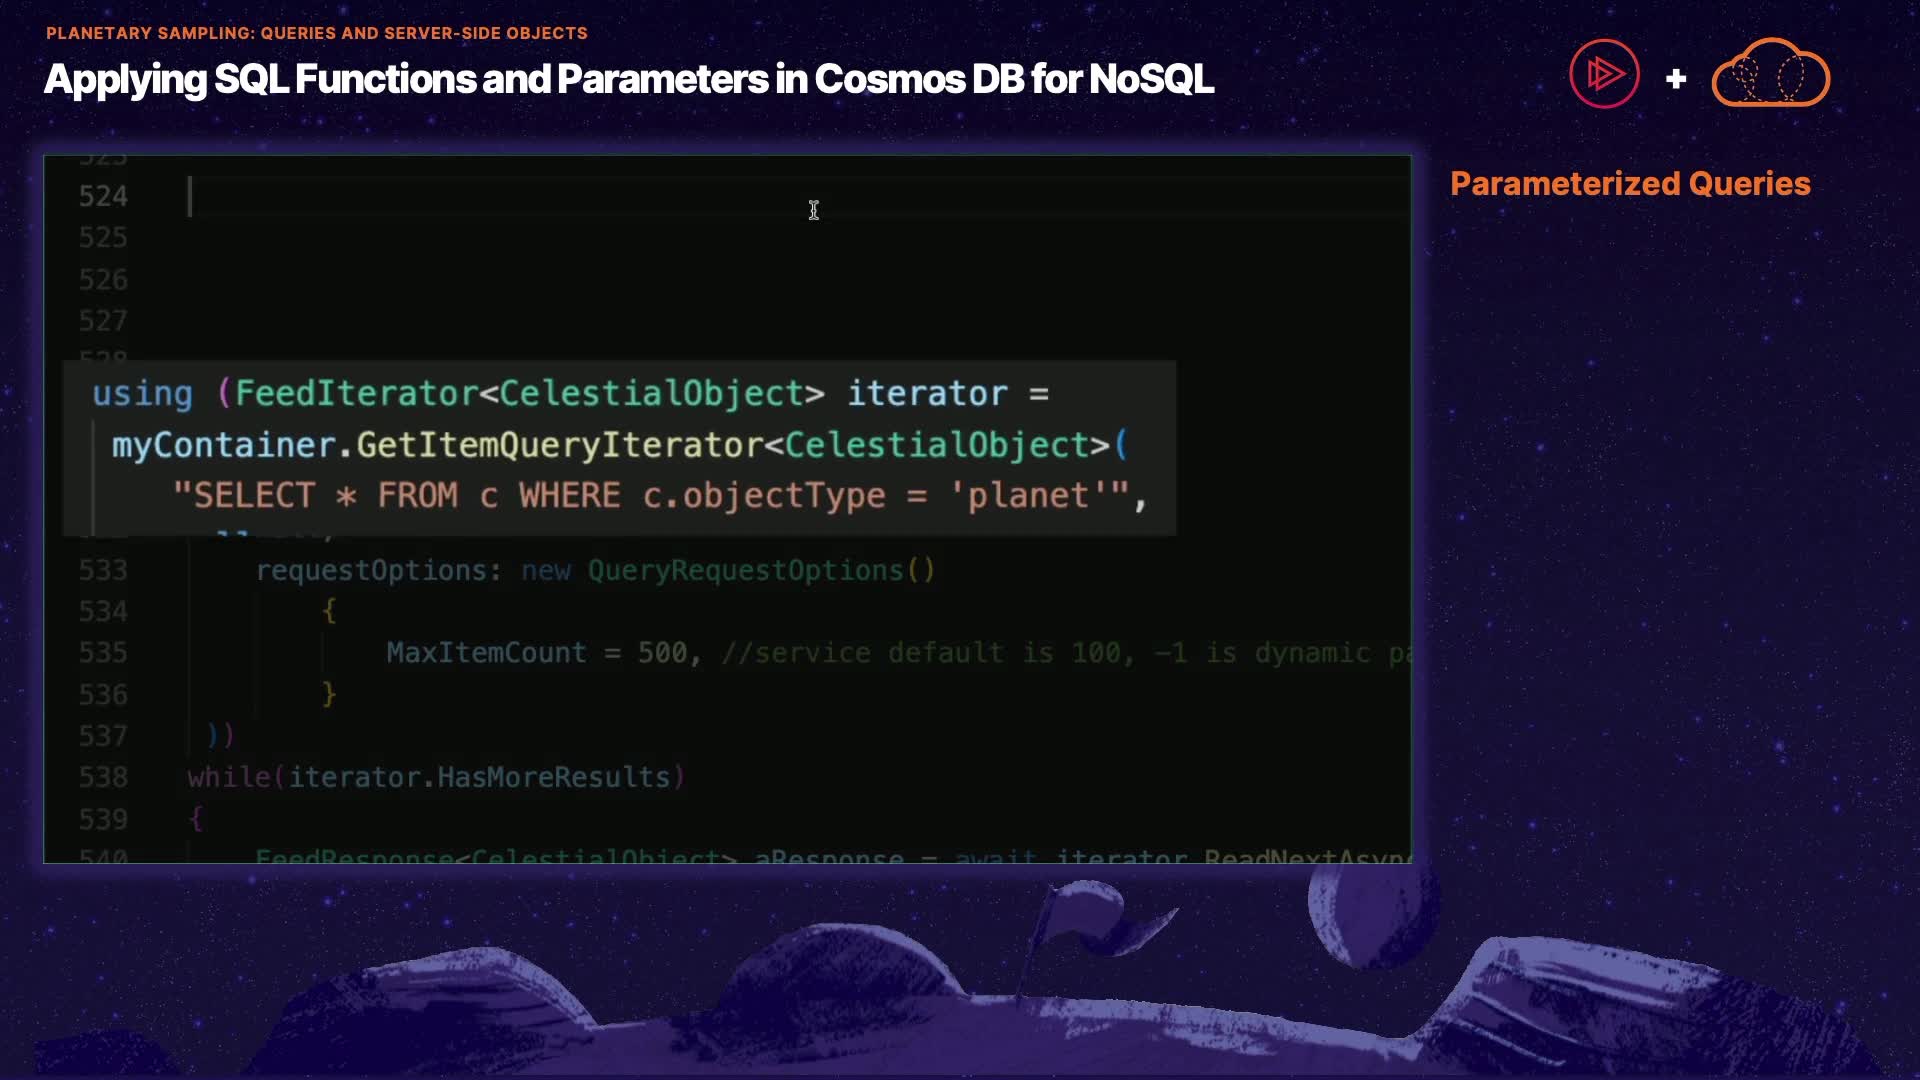 PLANETARY SAMPLING: QUERIES AND SERVER-SIDE OBJECTS
Applying SQL Functions and Parameters in Cosmos DB for NoSQL
+
Parameterized Queries
523
524
525
526
527
528
using (FeedIterator<CelestialObject> iterator =
myContainer.GetItemQueryIterator<CelestialObject>(
"SELECT * FROM c WHERE c.objectType = 'planet'",
533 requestOptions: new QueryRequestOptions()
534 {
535 MaxItemCount = 500, //service default is 100, -1 is dynamic
536 }
537 ))
538 while(iterator.HasMoreResults)
539 {
540 FeedResponse<CelestialObject> aResponse = await iterator.ReadNextAsync